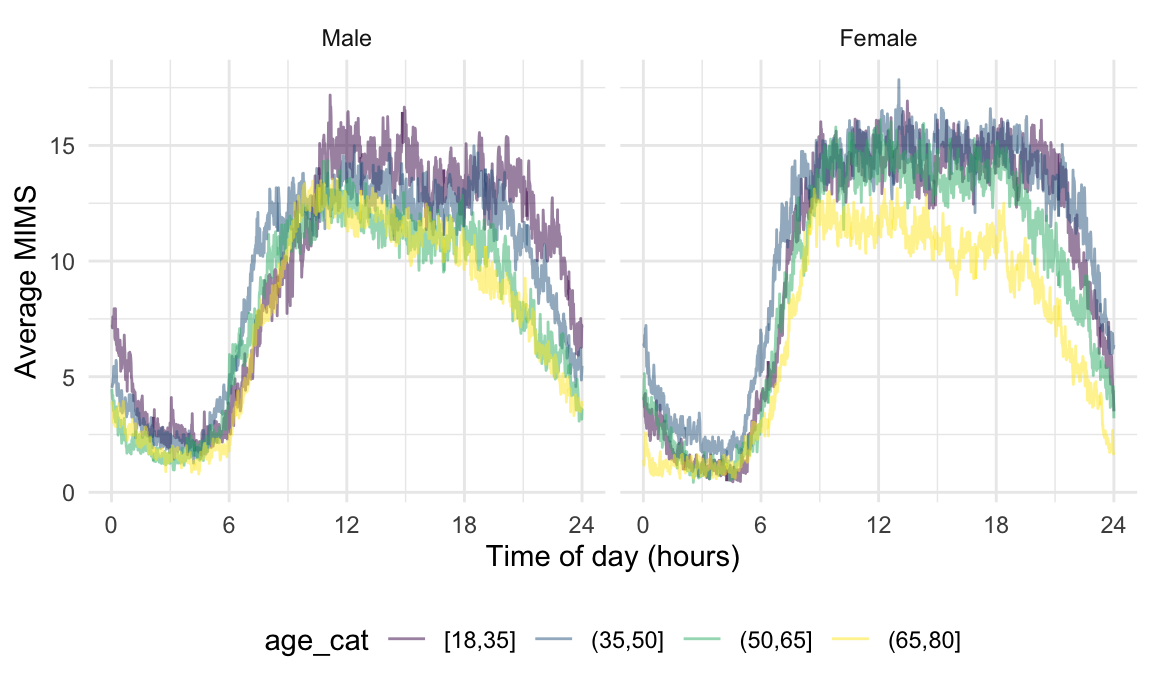 Male Female
15
10
5
0
0 6 12 18 24 0 6 12 18 24
Average MIMS
Time of day (hours)
age_cat [18,35] (35,50] (50,65] (65,80]